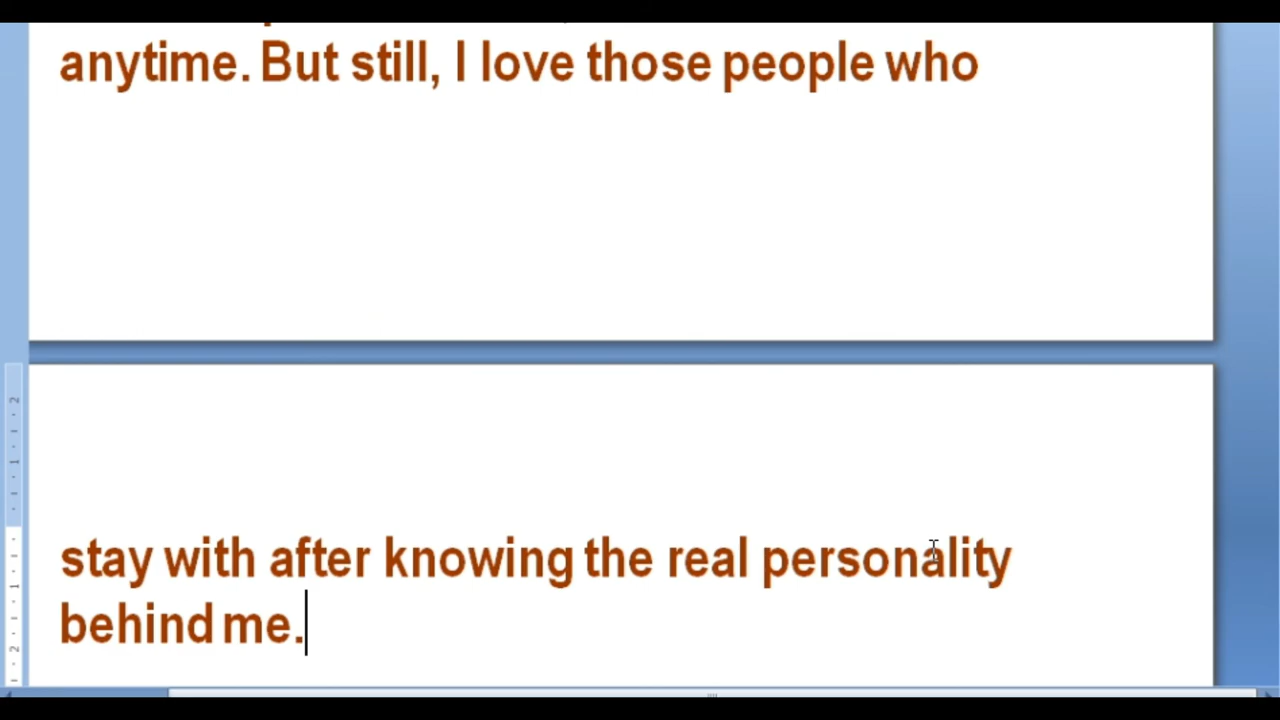 anytime. But still, I love those people who
stay with after knowing the real personality
behind me.